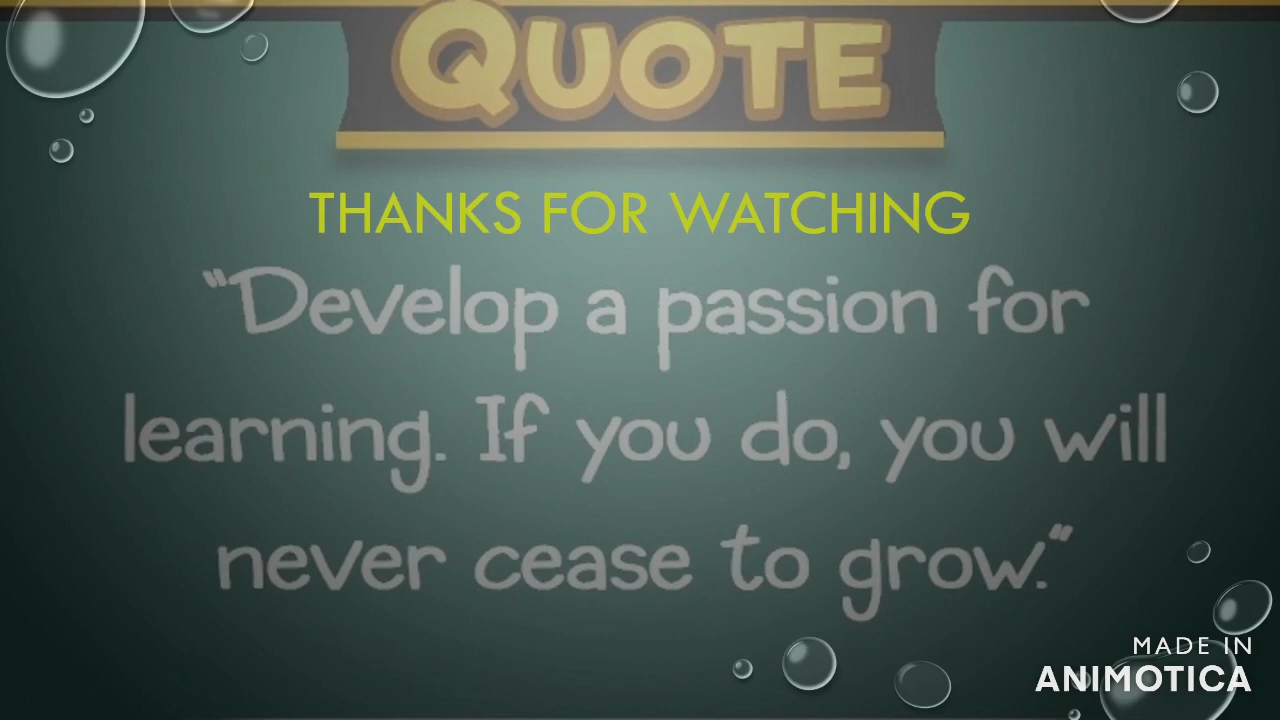 QUOTE
THANKS FOR WATCHING
"Develop a passion for
learning. If you do, you will
never cease to grow."
MADE IN
ANIMOTICA